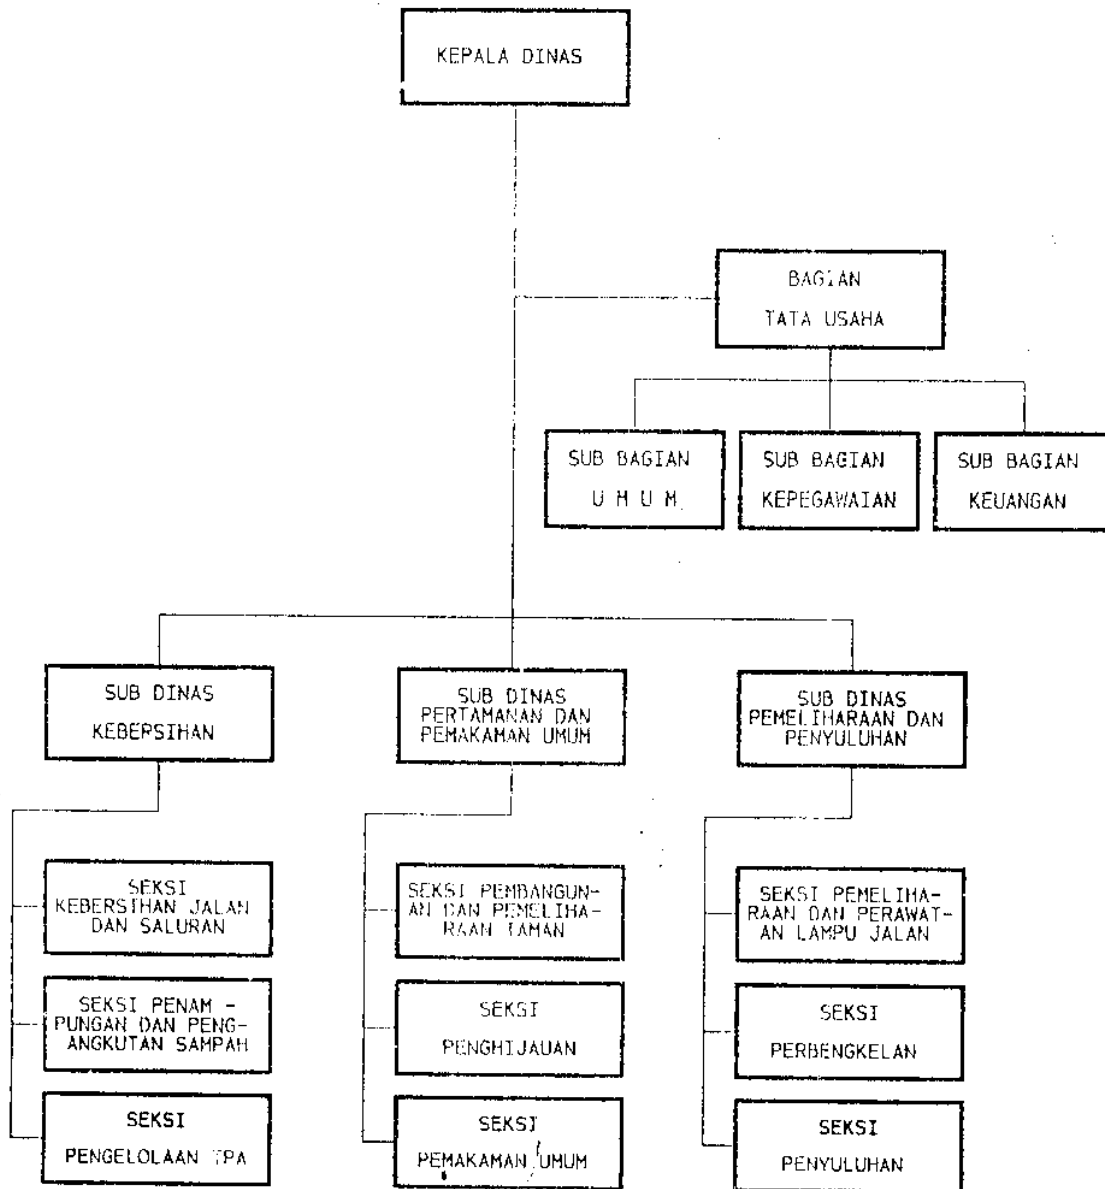 KEPALA DINAS
BAGIAN
TATA USAHA
SUB BAGIAN
U M U M
SUB BAGIAN
KEPEGAWAIAN
SUB BAGIAN
KEUANGAN
SUB DINAS
KEBERSIHAN
SUB DINAS
PERTAMANAN DAN
PEMAKAMAN UMUM
SUB DINAS
PEMELIHARAAN DAN
PENYULUHAN
SEKSI
KEBERSIHAN JALAN
DAN SALURAN
SEKSI PENAM -
PUNGAN DAN PENG-
ANGKUTAN SAMPAH
SEKSI
PENGELOLAAN TPA
SEKSI PEMBANGUN-
AN DAN PEMELIHA-
RAAN TAMAN
SEKSI
PENGHIJAUAN
SEKSI
PEMAKAMAN UMUM
SEKSI PEMELIHA-
RAAN DAN PERAWAT-
AN LAMPU JALAN
SEKSI
PERBENGKELAN
SEKSI
PENYULUHAN